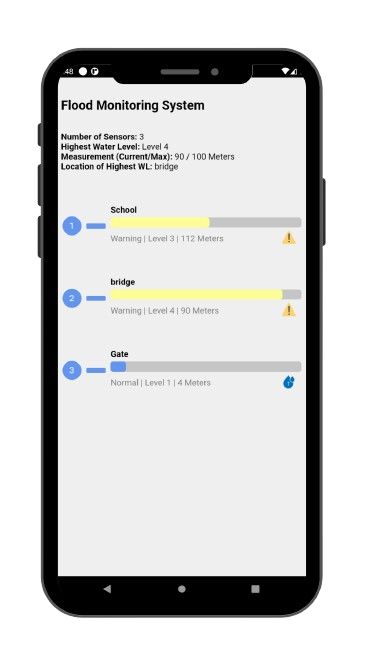 :48
Flood Monitoring System
Number of Sensors: 3
Highest Water Level: Level 4
Measurement (Current/Max): 90 / 100 Meters
Location of Highest WL: bridge
School
1
Warning | Level 3 | 112 Meters
bridge
2
Warning | Level 4 | 90 Meters
Gate
3
Normal | Level 1 | 4 Meters